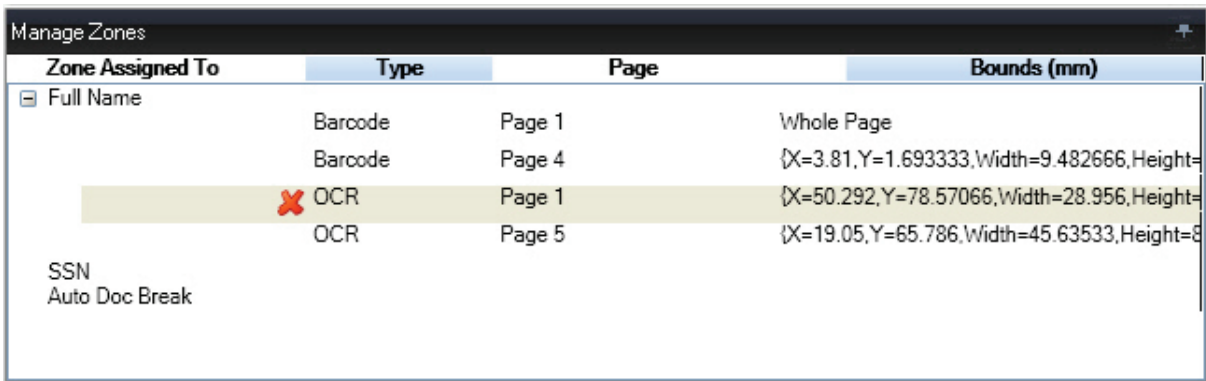 Manage Zones
Zone Assigned To Type Page Bounds (mm)
Full Name
Barcode Page 1 Whole Page
Barcode Page 4 {X=3.81,Y=1.693333,Width=9.482666,Height=
OCR Page 1 {X=50.292,Y=78.57066,Width=28.956,Height=
OCR Page 5 {X=19.05,Y=65.786,Width=45.63533,Height=8
SSN
Auto Doc Break